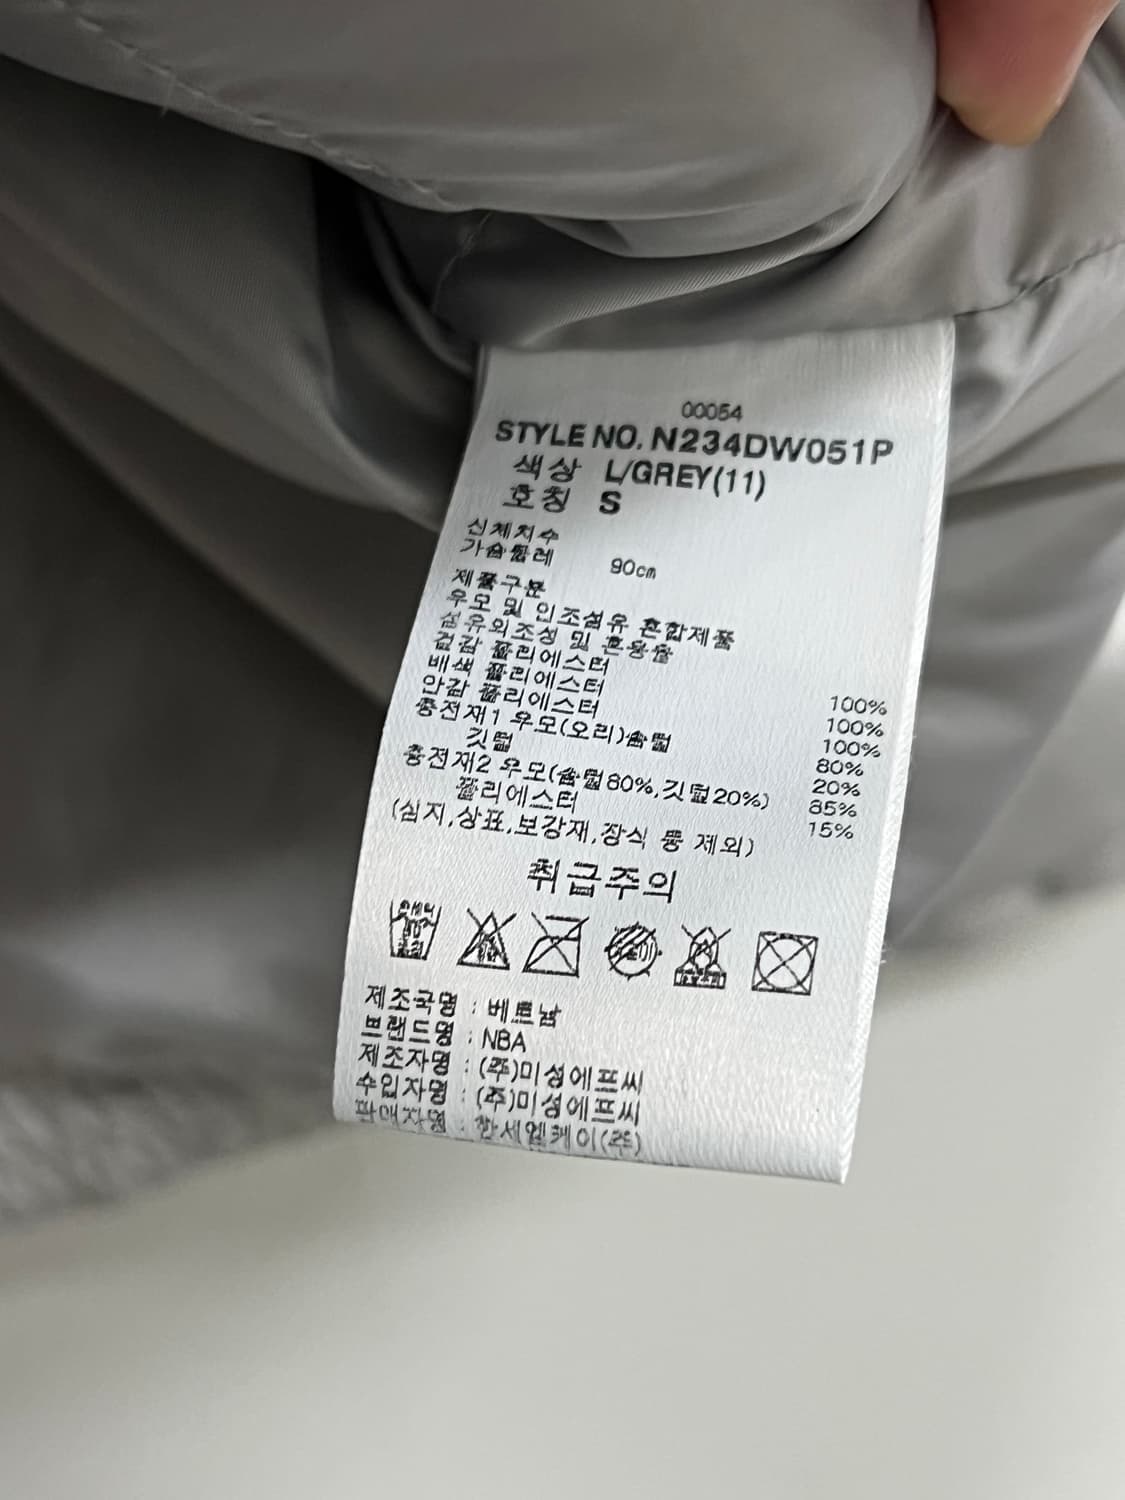 00054
STYLE NO. N234DW051P
색상 L/GREY(11)
호칭 S
신체치수
가슴둘레 90cm
제품구분
우모 및 인조섬유 혼합제품
섬유의조성 및 혼용율
겉감 폴리에스터 100%
배색 폴리에스터 100%
안감 폴리에스터 100%
충전재1 우모(오리)솜털 80%
깃털 20%
충전재2 우모(솜털80%,깃털20%) 85%
폴리에스터 15%
(심지,상표,보강재,장식 등 제외)
취급주의
제조국명 : 베트남
브랜드명 : NBA
제조자명 : (주)미성에프씨
수입자명 : (주)미성에프씨
판매자명 : 한세엠케이(주)